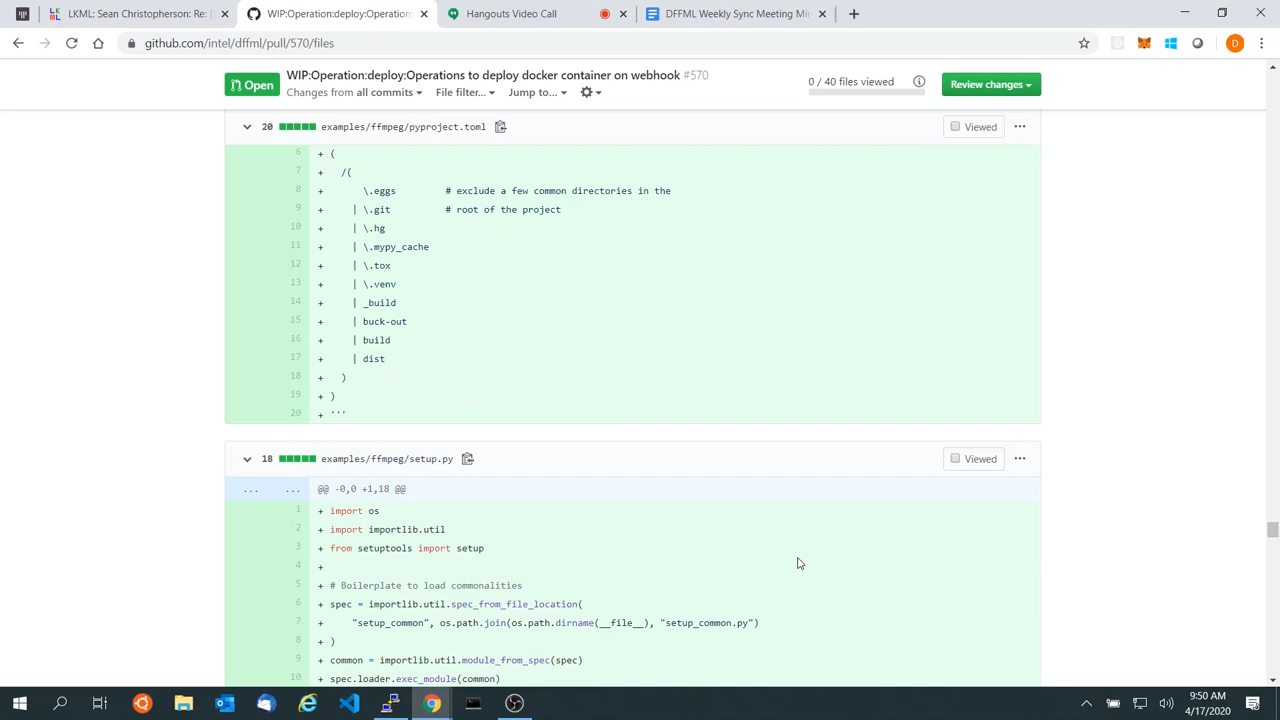 LKML: Sean Christopherson Re: [
WIP:Operation:deploy:Operation:
Hangouts Video Call
DFFML Weekly Sync Meeting Min
github.com/intel/dffml/pull/570/files
D
Open
WIP:Operation:deploy:Operations to deploy docker container on webhook #570
Changes from all commits
File filter...
Jump to...
0 / 40 files viewed
Review changes
20 examples/ffmpeg/pyproject.toml
Viewed
6 + (
7 + /(
8 + \.eggs # exclude a few common directories in the
9 + | \.git # root of the project
10 + | \.hg
11 + | \.mypy_cache
12 + | \.tox
13 + | \.venv
14 + | _build
15 + | buck-out
16 + | build
17 + | dist
18 + )
19 + )
20 + '''
18 examples/ffmpeg/setup.py
Viewed
... ... @@ -0,0 +1,18 @@
1 + import os
2 + import importlib.util
3 + from setuptools import setup
4 +
5 + # Boilerplate to load commonalities
6 + spec = importlib.util.spec_from_file_location(
7 + "setup_common", os.path.join(os.path.dirname(__file__), "setup_common.py")
8 + )
9 + common = importlib.util.module_from_spec(spec)
10 + spec.loader.exec_module(common)
9:50 AM
4/17/2020